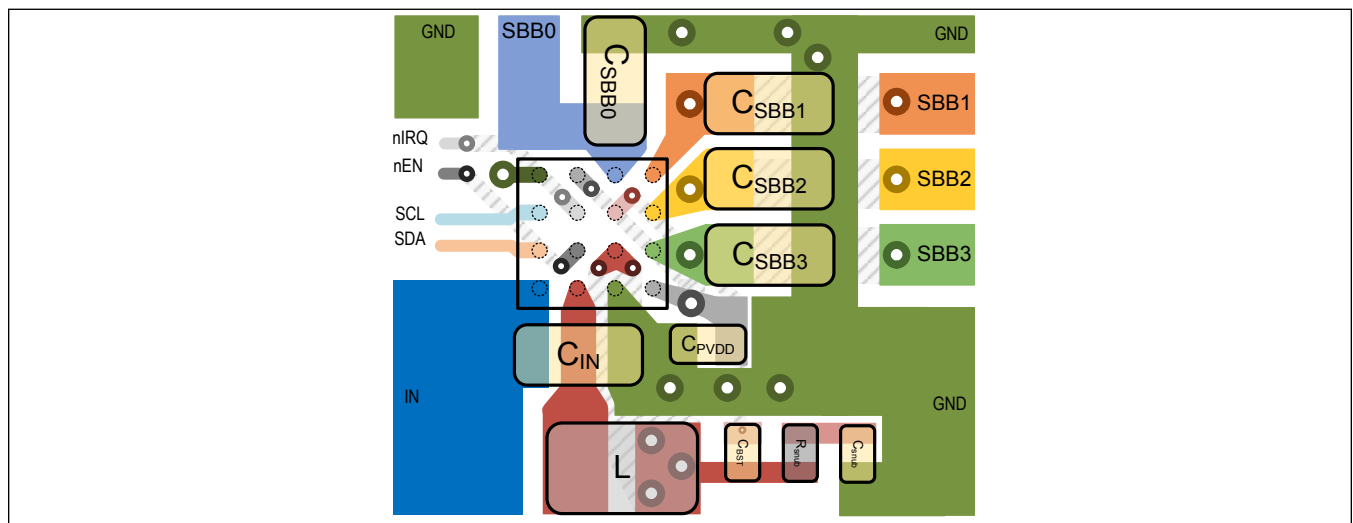 GND
SBB0
GND
CSBB0
CSBB1
SBB1
nIRQ
nEN
CSBB2
SBB2
SCL
SDA
CSBB3
SBB3
CIN
CPVDD
IN
GND
L
CBST
Rsnub
Csnub